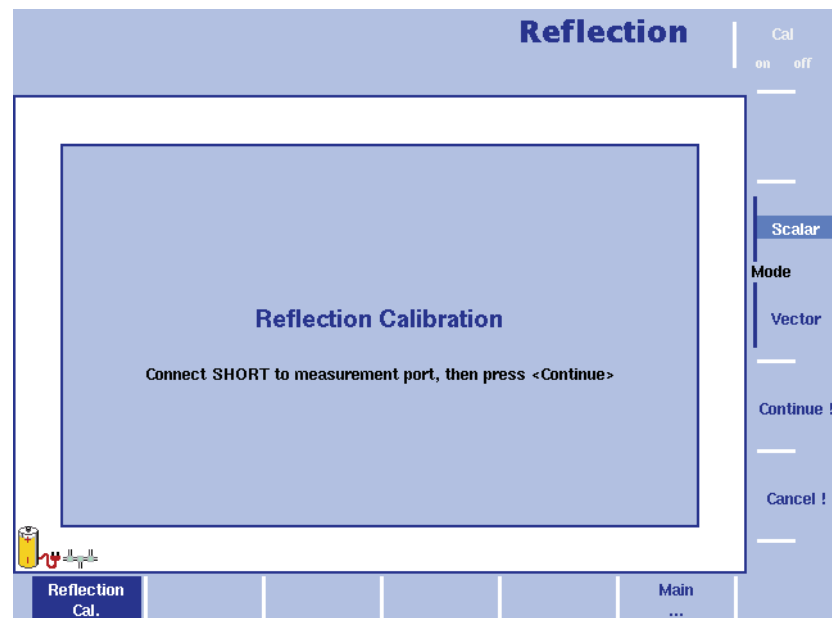 Reflection
Cal
on off
Scalar
Mode
Vector
Reflection Calibration
Connect SHORT to measurement port, then press <Continue>
Continue !
Cancel !
Reflection
Cal.
Main
...